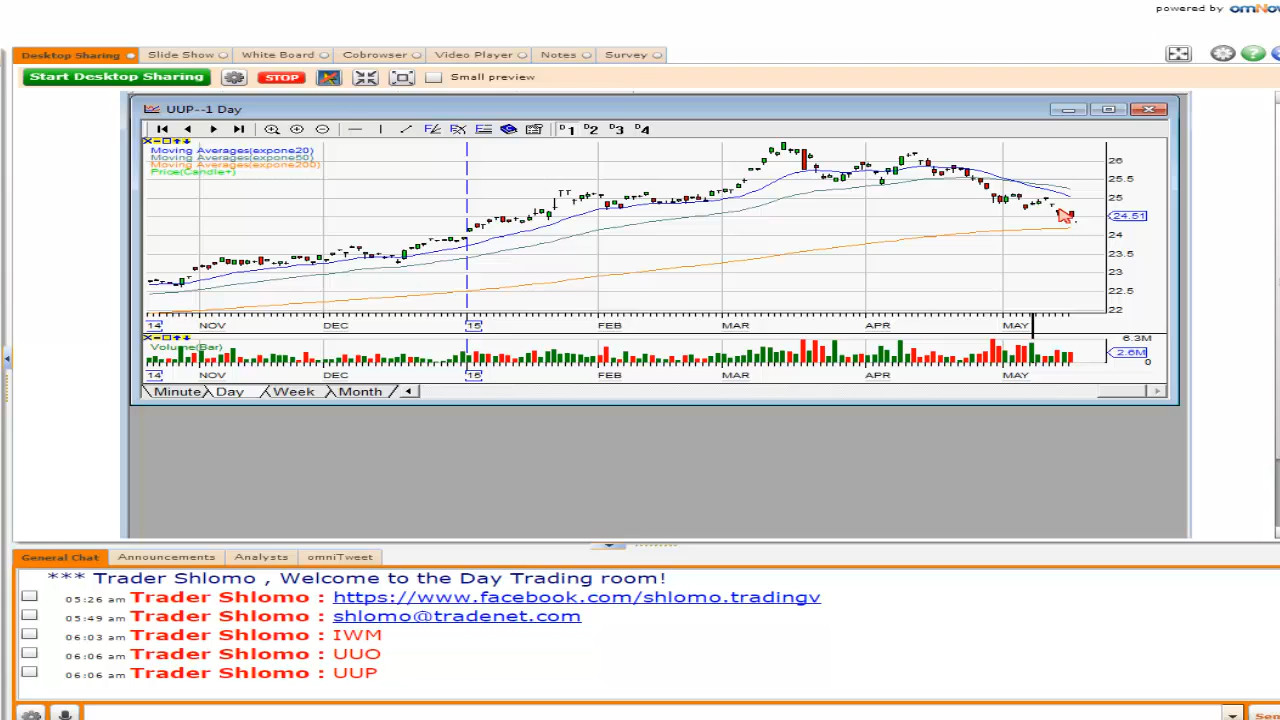 powered by omNov
Desktop Sharing Slide Show White Board Cobrowser Video Player Notes Survey
Start Desktop Sharing STOP Small preview
UUP--1 Day
D1 D2 D3 D4
Moving Averages(expone20)
Moving Averages(expone50)
Moving Averages(expone200)
Price(Candle+)
26
25.5
25
24.51
24
23.5
23
22.5
22
14 NOV DEC 15 FEB MAR APR MAY
Volume(Bar)
6.3M
2.6M
0
14 NOV DEC 15 FEB MAR APR MAY
Minute Day Week Month
General Chat Announcements Analysts omniTweet
*** Trader Shlomo , Welcome to the Day Trading room!
05:26 am Trader Shlomo : https://www.facebook.com/shlomo.tradingv
05:49 am Trader Shlomo : shlomo@tradenet.com
06:03 am Trader Shlomo : IWM
06:06 am Trader Shlomo : UUO
06:06 am Trader Shlomo : UUP
Sen